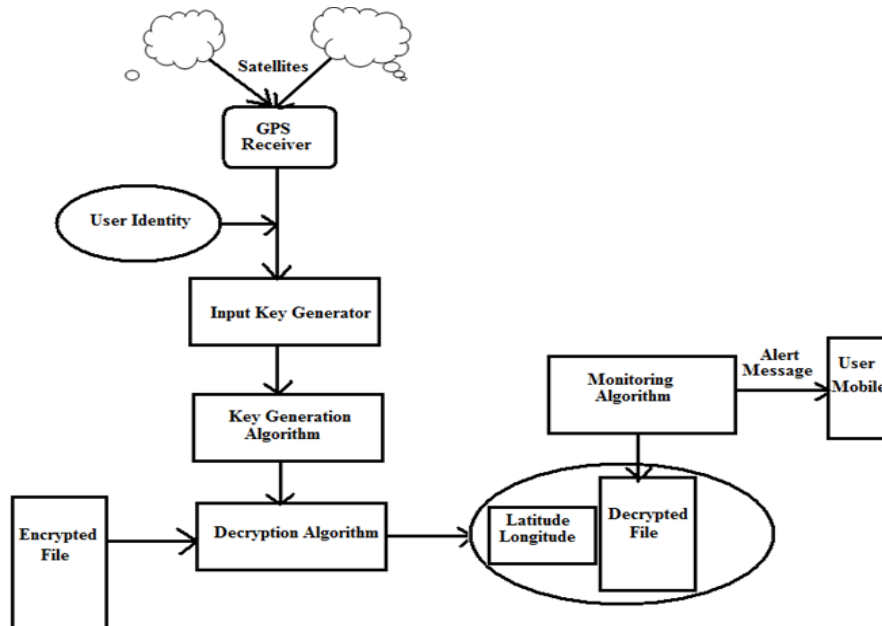 Satellites
GPS
Receiver
User Identity
Input Key Generator
Key Generation
Algorithm
Encrypted
File
Decryption Algorithm
Latitude
Longitude
Decrypted
File
Monitoring
Algorithm
Alert
Message
User
Mobile